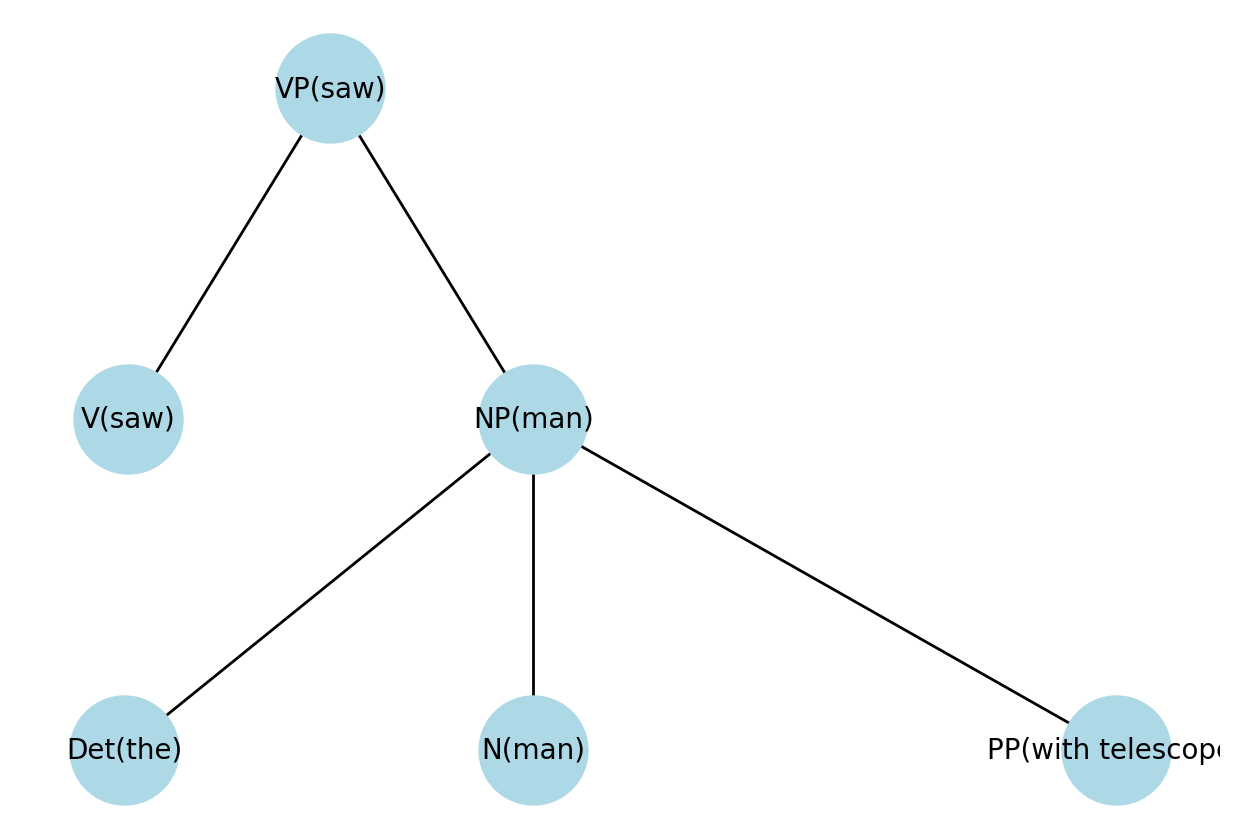 VP(saw)
V(saw)
NP(man)
Det(the)
N(man)
PP(with telescope